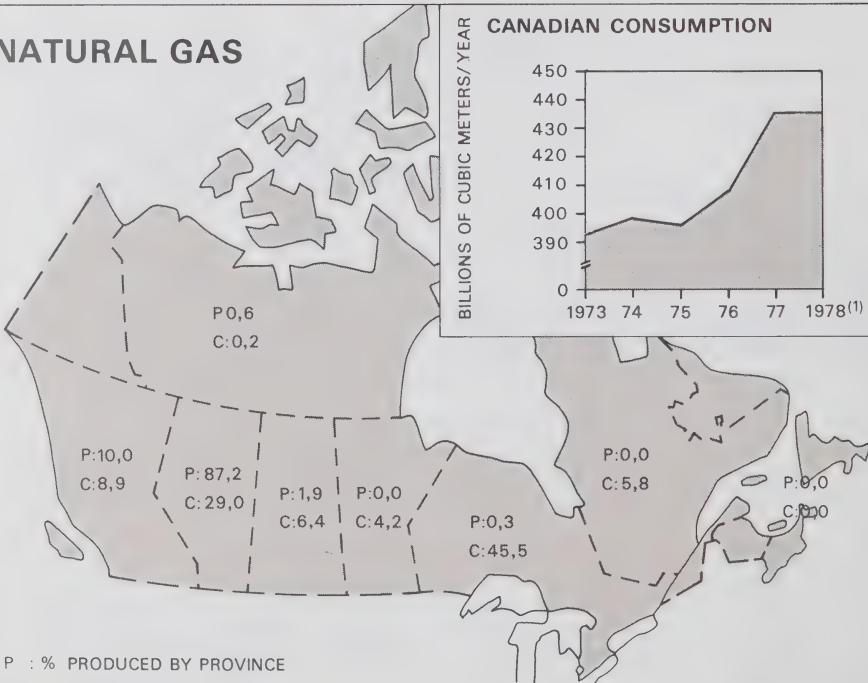 NATURAL GAS
CANADIAN CONSUMPTION
BILLIONS OF CUBIC METERS/YEAR
450
440
430
420
410
400
390
0
1973 74 75 76 77 1978(1)
P0,6
C:0,2
P:10,0
C:8,9
P:87,2
C:29,0
P:1,9
C:6,4
P:0,0
C:4,2
P:0,3
C:45,5
P:0,0
C:5,8
P:0,0
C:0,0
P : % PRODUCED BY PROVINCE